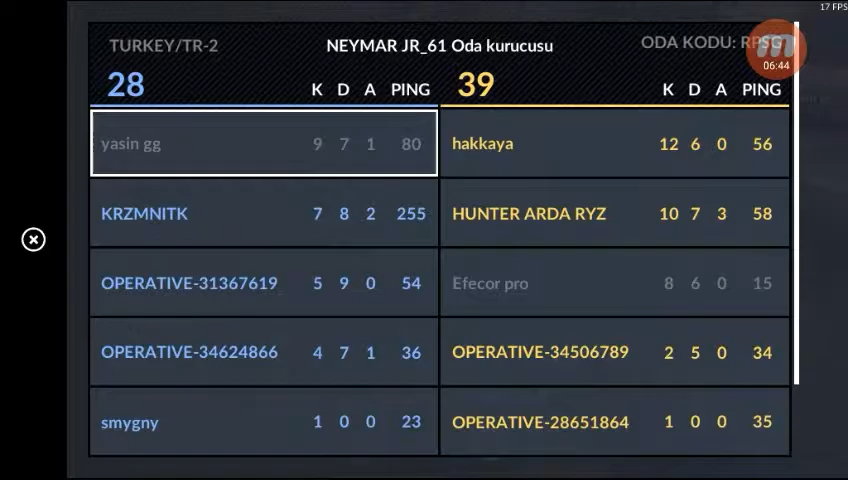 17 FPS
TURKEY/TR-2 NEYMAR JR_61 Oda kurucusu ODA KODU: RPSG
06:44
28 K D A PING 39 K D A PING
yasin gg 9 7 1 80 hakkaya 12 6 0 56
KRZMNITK 7 8 2 255 HUNTER ARDA RYZ 10 7 3 58
OPERATIVE-31367619 5 9 0 54 Efecor pro 8 6 0 15
OPERATIVE-34624866 4 7 1 36 OPERATIVE-34506789 2 5 0 34
smygny 1 0 0 23 OPERATIVE-28651864 1 0 0 35